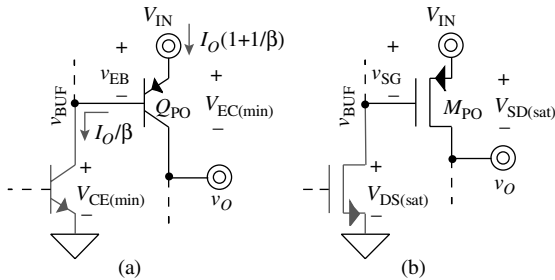 V_IN
I_O(1+1/β)
+
v_EB
−
Q_PO
+
V_EC(min)
−
v_BUF
I_O/β
+
V_CE(min)
−
v_O
(a)
V_IN
+
v_SG
−
M_PO
+
V_SD(sat)
−
v_BUF
+
V_DS(sat)
−
v_O
(b)